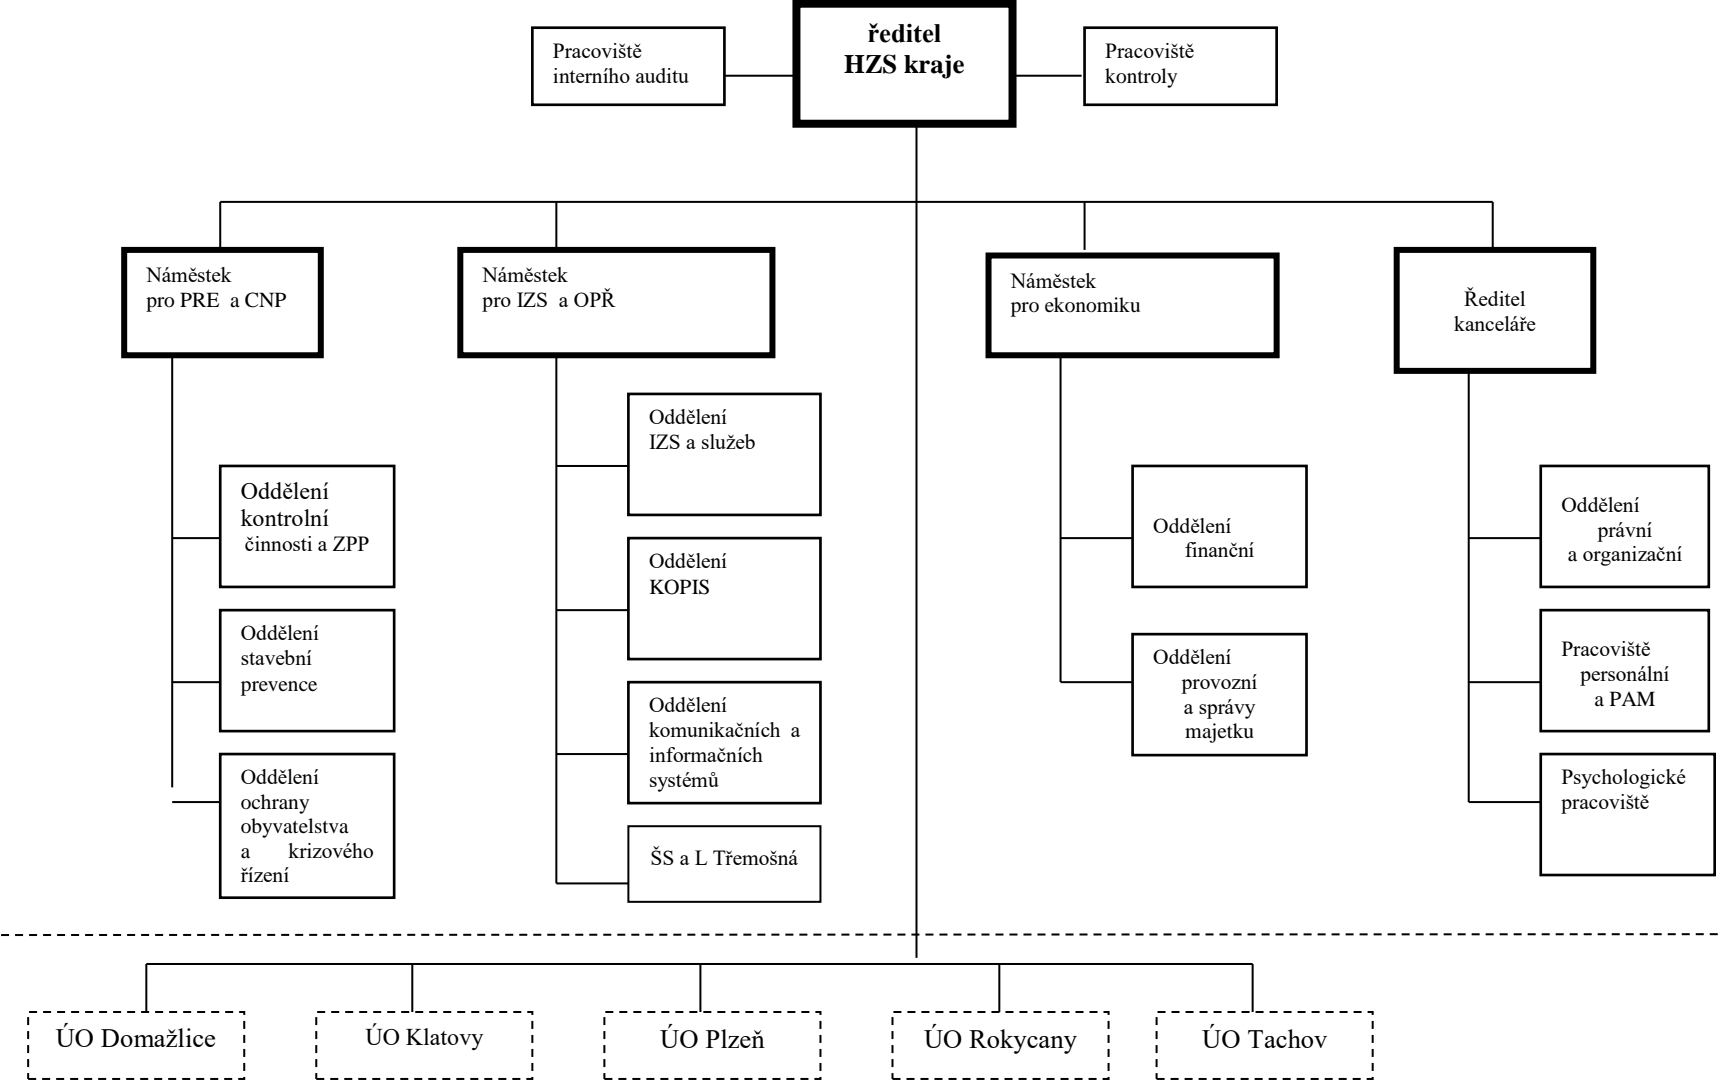 Pracoviště
interního auditu
ředitel
HZS kraje
Pracoviště
kontroly
Náměstek
pro PRE a CNP
Náměstek
pro IZS a OPŘ
Náměstek
pro ekonomiku
Ředitel
kanceláře
Oddělení
kontrolní
činnosti a ZPP
Oddělení
stavební
prevence
Oddělení
ochrany
obyvatelstva
a krizového
řízení
Oddělení
IZS a služeb
Oddělení
KOPIS
Oddělení
komunikačních a
informačních
systémů
ŠS a L Třemošná
Oddělení
finanční
Oddělení
provozní
a správy
majetku
Oddělení
právní
a organizační
Pracoviště
personální
a PAM
Psychologické
pracoviště
ÚO Domažlice
ÚO Klatovy
ÚO Plzeň
ÚO Rokycany
ÚO Tachov